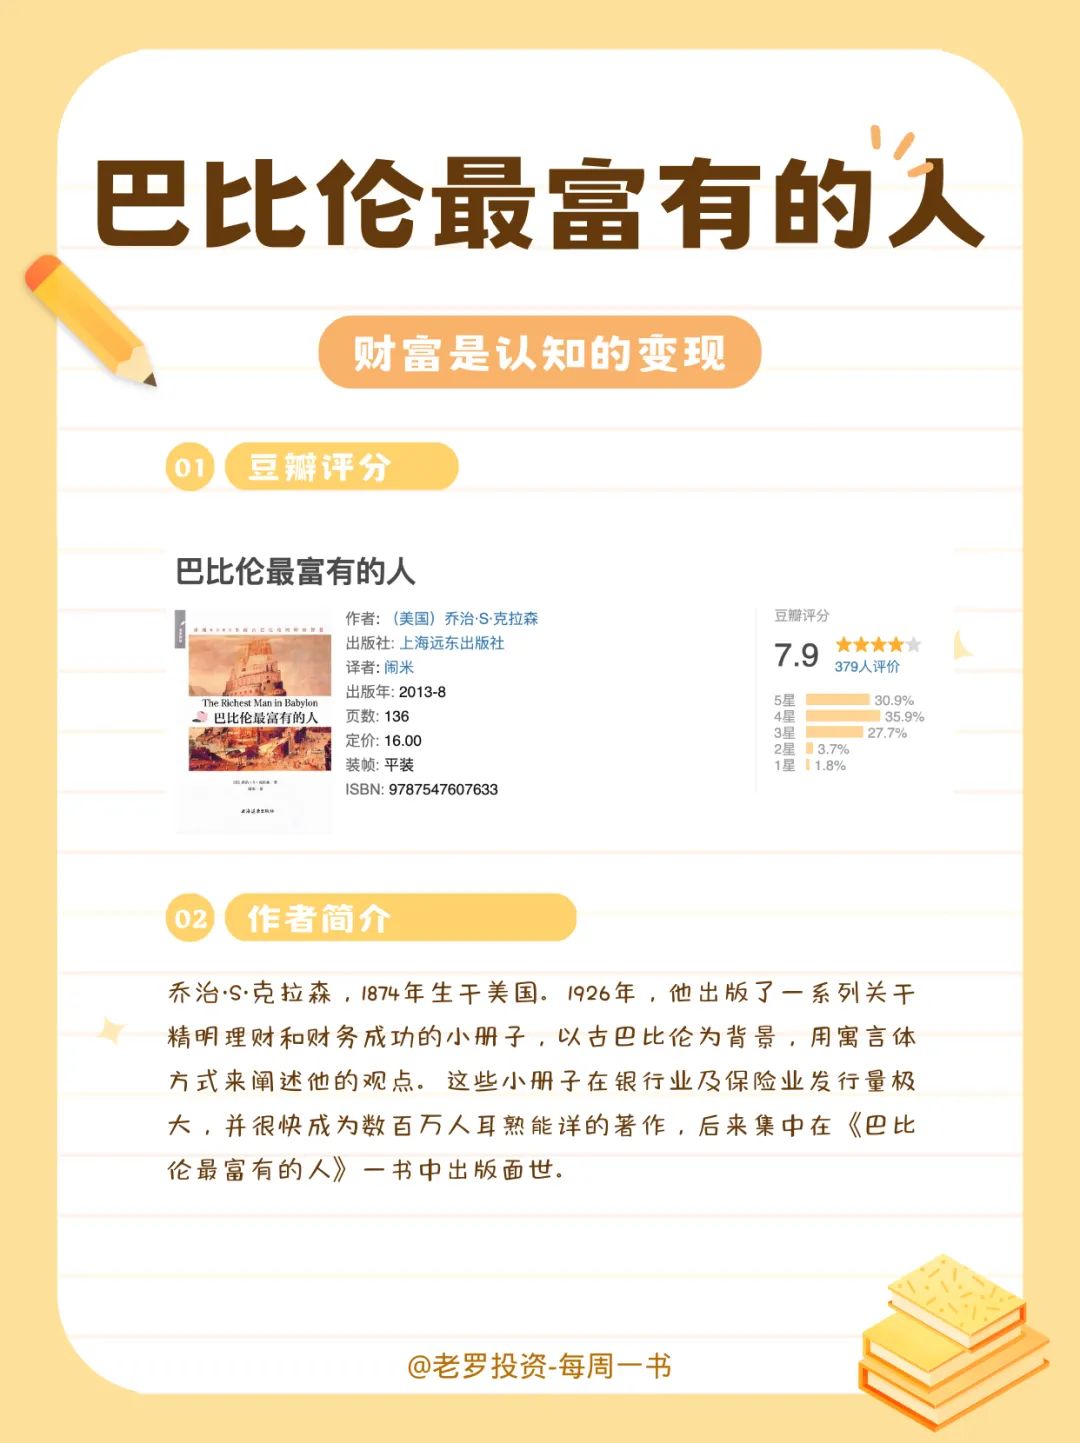 巴比伦最富有的人
财富是认知的变现
01 豆瓣评分
巴比伦最富有的人
The Richest Man in Babylon
巴比伦最富有的人
作者: （美国）乔治·S·克拉森
出版社: 上海远东出版社
译者: 闹米
出版年: 2013-8
页数: 136
定价: 16.00
装帧: 平装
ISBN: 9787547607633
豆瓣评分
7.9
379人评价
5星 30.9%
4星 35.9%
3星 27.7%
2星 3.7%
1星 1.8%
02 作者简介
乔治·S·克拉森，1874年生于美国。1926年，他出版了一系列关于
精明理财和财务成功的小册子，以古巴比伦为背景，用寓言体
方式来阐述他的观点。这些小册子在银行业及保险业发行量极
大，并很快成为数百万人耳熟能详的著作，后来集中在《巴比
伦最富有的人》一书中出版面世。
@老罗投资-每周一书